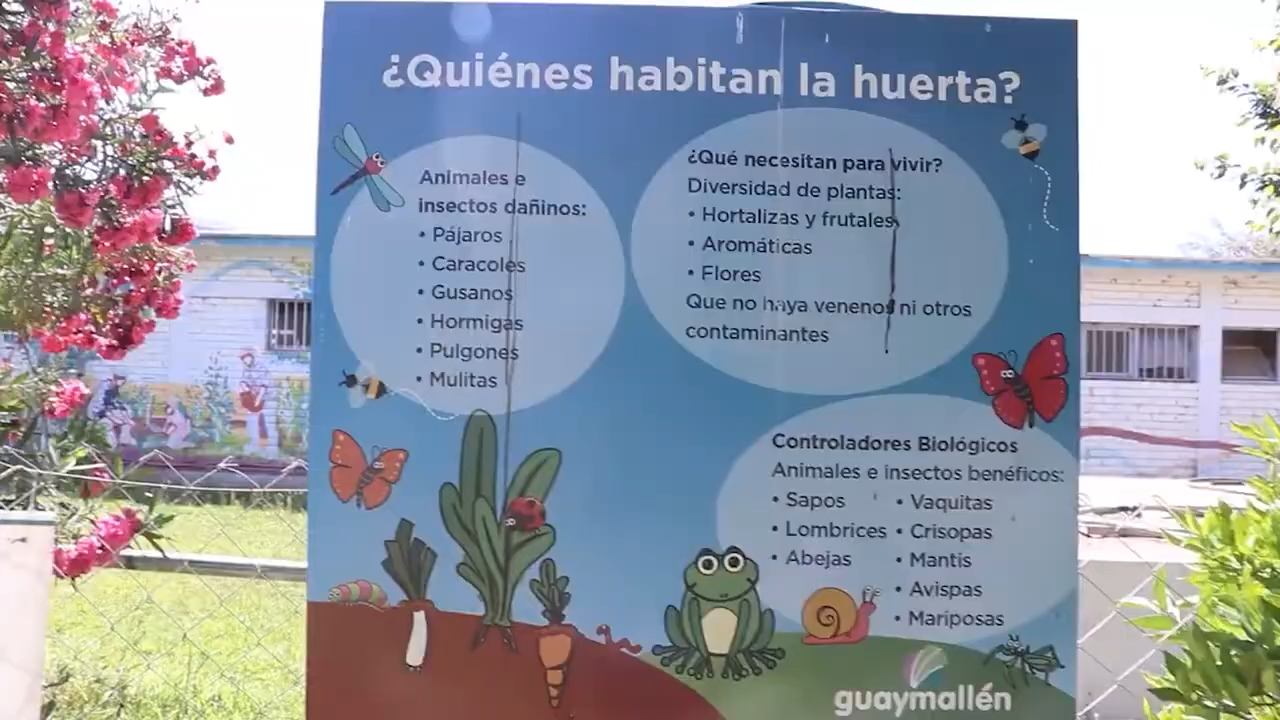 ¿Quiénes habitan la huerta?
Animales e
insectos dañinos:
• Pájaros
• Caracoles
• Gusanos
• Hormigas
• Pulgones
• Mulitas
¿Qué necesitan para vivir?
Diversidad de plantas:
• Hortalizas y frutales
• Aromáticas
• Flores
Que no haya venenos ni otros
contaminantes
Controladores Biológicos
Animales e insectos benéficos:
• Sapos
• Lombrices
• Abejas
• Vaquitas
• Crisopas
• Mantis
• Avispas
• Mariposas
guaymallén